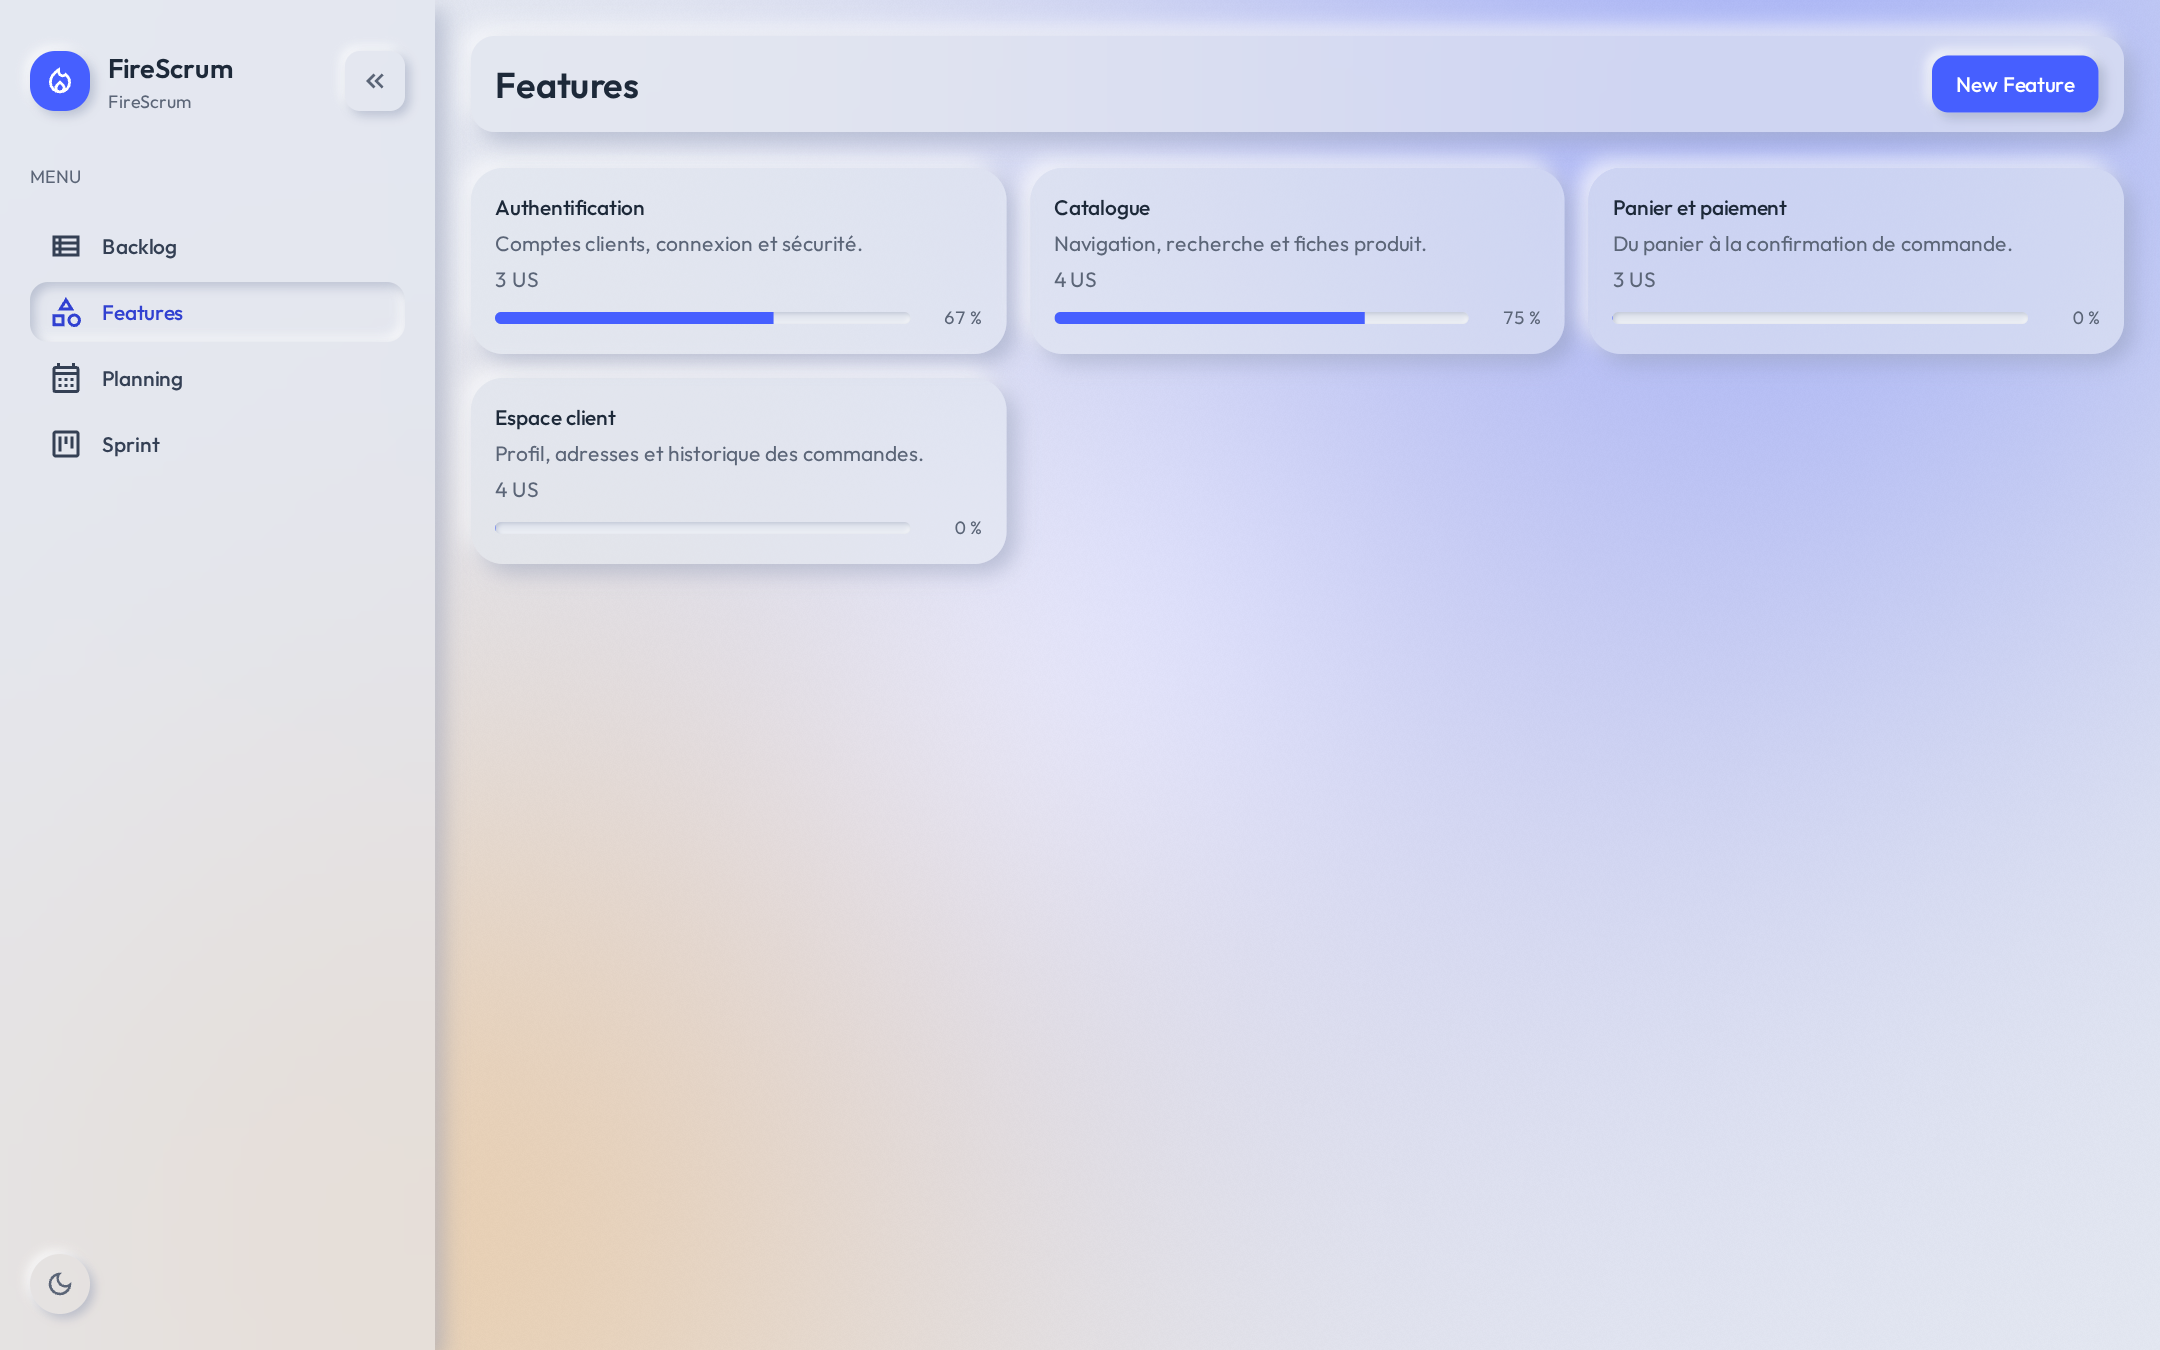 FireScrum
FireScrum
MENU
Backlog
Features
Planning
Sprint
Features
New Feature
Authentification
Comptes clients, connexion et sécurité.
3 US
67 %
Catalogue
Navigation, recherche et fiches produit.
4 US
75 %
Panier et paiement
Du panier à la confirmation de commande.
3 US
0 %
Espace client
Profil, adresses et historique des commandes.
4 US
0 %